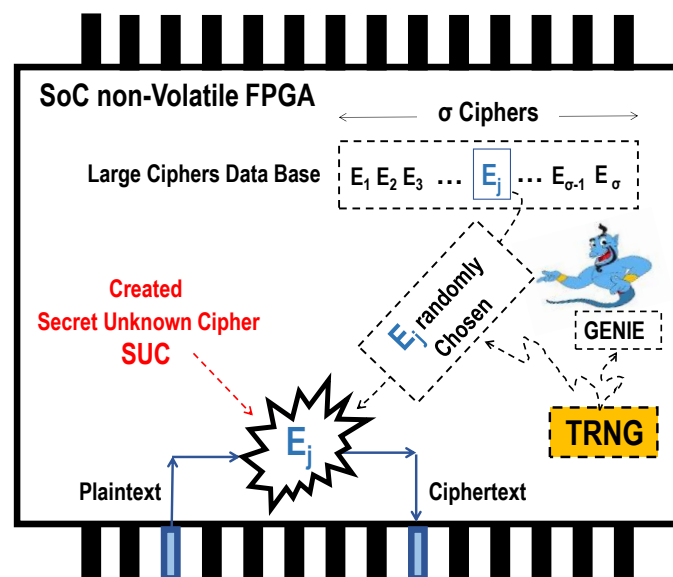 SoC non-Volatile FPGA
σ Ciphers
Large Ciphers Data Base
E1 E2 E3 ... Ej ... Eσ-1 Eσ
Created
Secret Unknown Cipher
SUC
Ej randomly
Chosen
GENIE
TRNG
Ej
Plaintext
Ciphertext